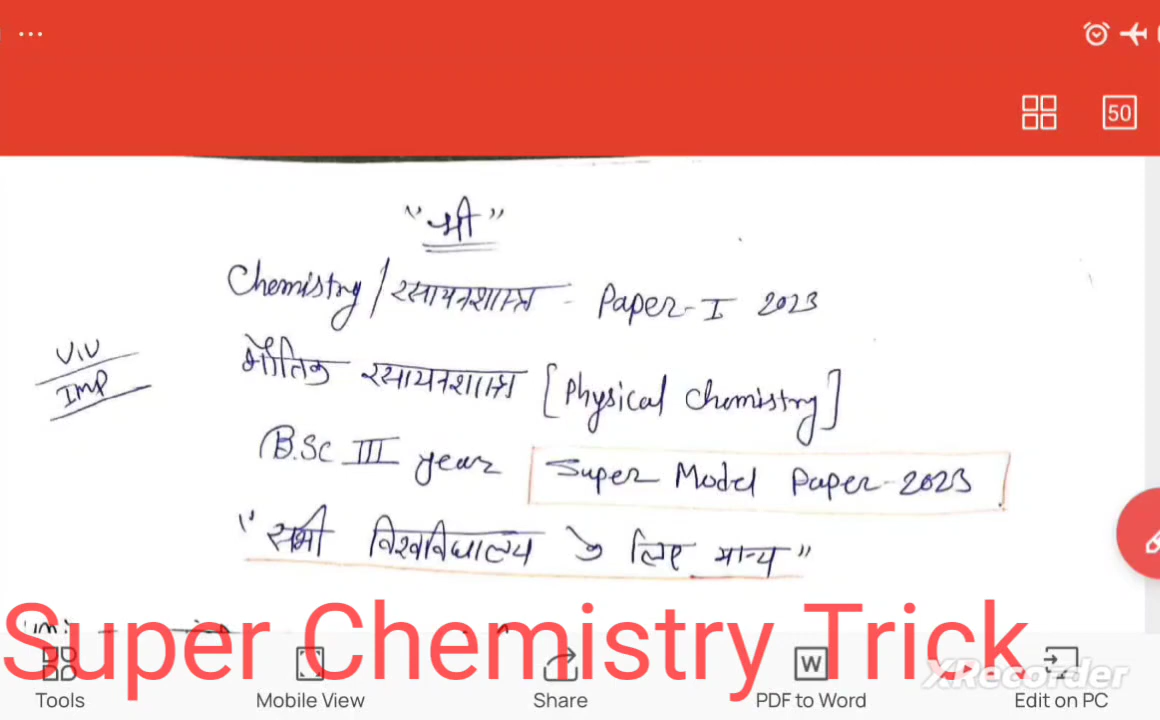 ...
50
"श्री"
Chemistry / रसायनशास्त्र - Paper-I 2023
V.V
IMP
भौतिक रसायनशास्त्र [Physical Chemistry]
B.Sc III year Super Model Paper-2023
"सभी विश्वविद्यालय के लिए मान्य"
Super Chemistry Trick.
XRecorder
Tools
Mobile View
Share
W
PDF to Word
Edit on PC